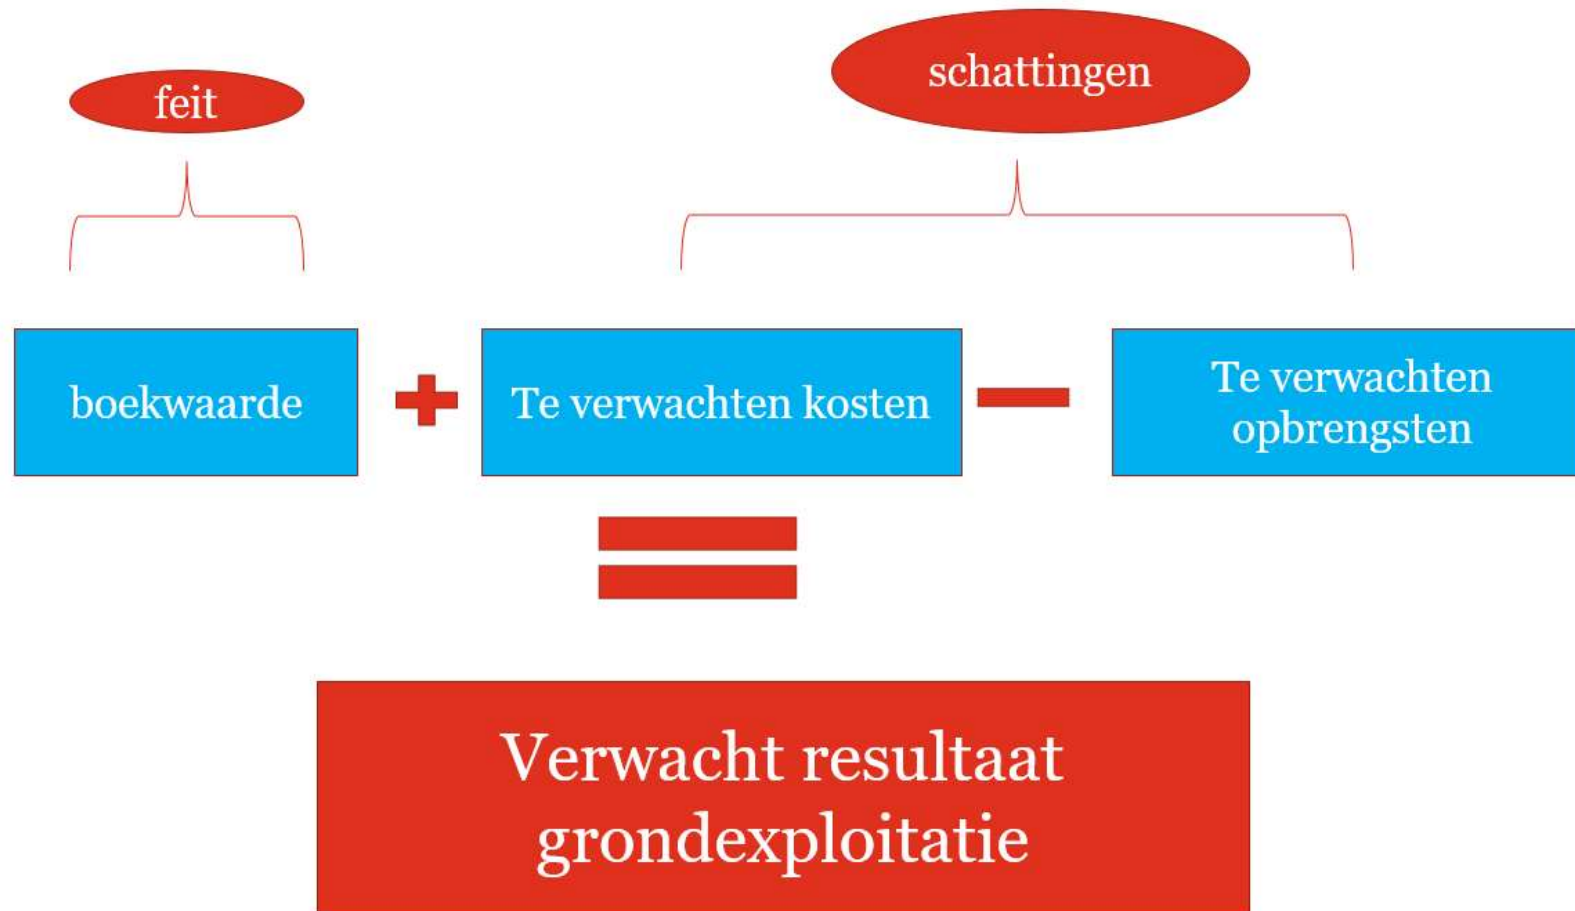 feit
schattingen
boekwaarde
Te verwachten kosten
Te verwachten
opbrengsten
Verwacht resultaat
grondexploitatie